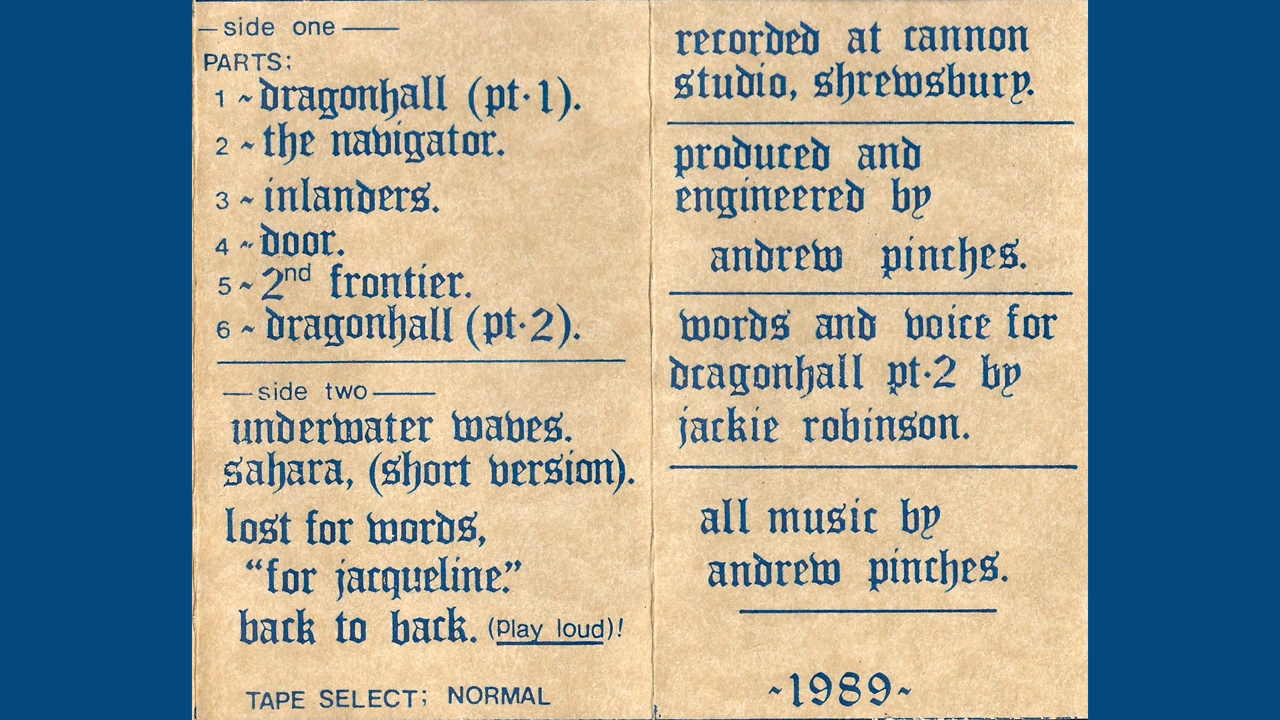 — side one —
PARTS;
1 ~ dragonhall (pt·1).
2 ~ the navigator.
3 ~ inlanders.
4 ~ door.
5 ~ 2nd frontier.
6 ~ dragonhall (pt·2).
— side two —
underwater waves.
sahara, (short version).
lost for words,
“for jacqueline.”
back to back. (play loud)!
TAPE SELECT; NORMAL
recorded at cannon
studio, shrewsbury.
produced and
engineered by
andrew pinches.
words and voice for
dragonhall pt·2 by
jackie robinson.
all music by
andrew pinches.
~1989~